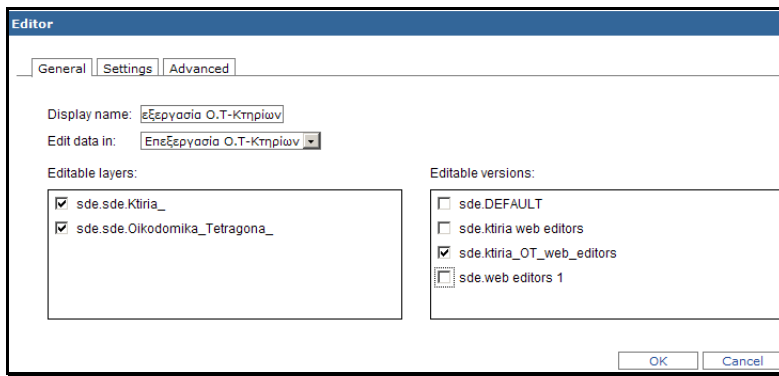 Editor
General Settings Advanced
Display name: εξεργασία Ο.Τ-Κτηρίων
Edit data in: Επεξεργασία Ο.Τ-Κτηρίων
Editable layers: Editable versions:
sde.sde.Ktiria_ sde.DEFAULT
sde.sde.Oikodomika_Tetragona_ sde.ktiria web editors
sde.ktiria_OT_web_editors
sde.web editors 1
OK Cancel